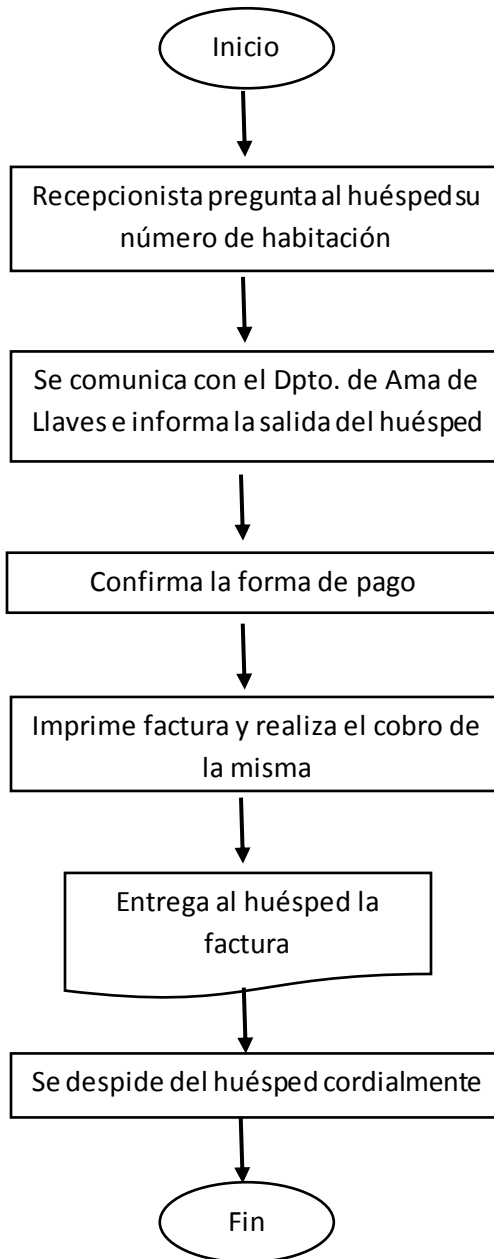 Inicio
Recepcionista pregunta al huésped su
número de habitación
Se comunica con el Dpto. de Ama de
Llaves e informa la salida del huésped
Confirma la forma de pago
Imprime factura y realiza el cobro de
la misma
Entrega al huésped la
factura
Se despide del huésped cordialmente
Fin